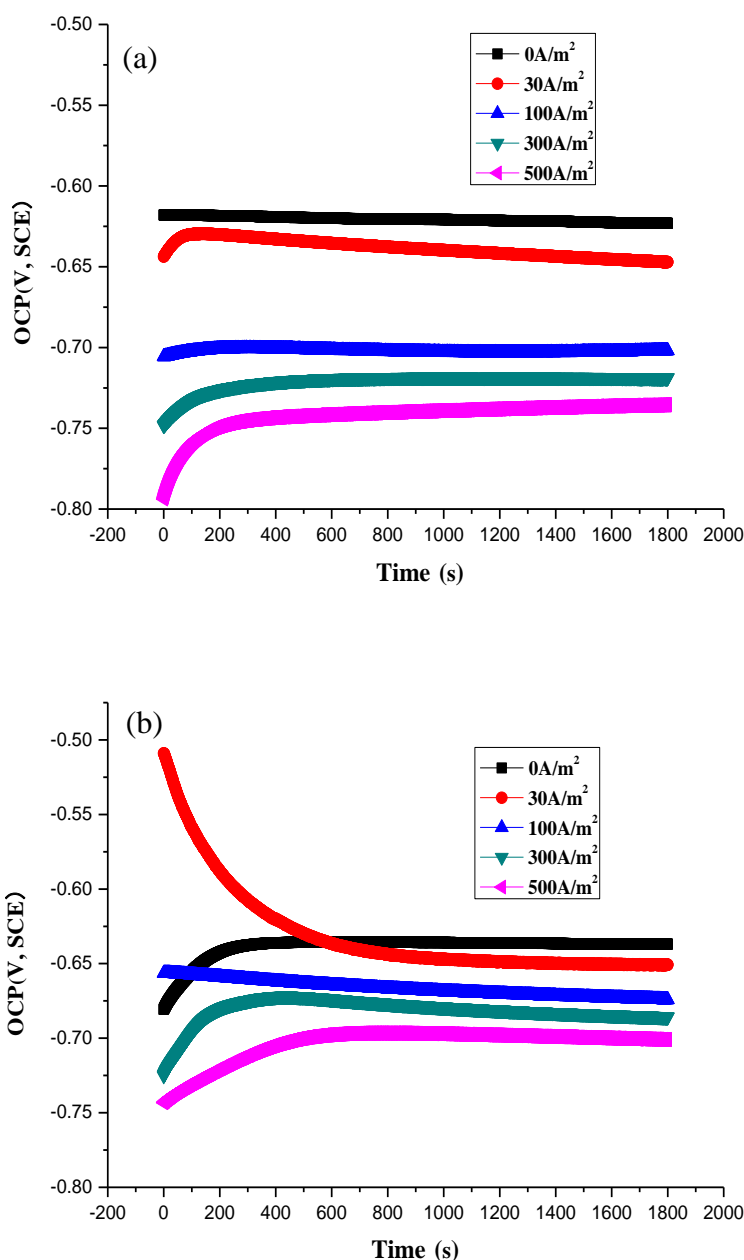 (a)
0A/m²
30A/m²
100A/m²
300A/m²
500A/m²
-0.50
-0.55
-0.60
-0.65
-0.70
-0.75
-0.80
OCP(V, SCE)
-200 0 200 400 600 800 1000 1200 1400 1600 1800 2000
Time (s)
(b)
0A/m²
30A/m²
100A/m²
300A/m²
500A/m²
-0.50
-0.55
-0.60
-0.65
-0.70
-0.75
-0.80
OCP(V, SCE)
-200 0 200 400 600 800 1000 1200 1400 1600 1800 2000
Time (s)